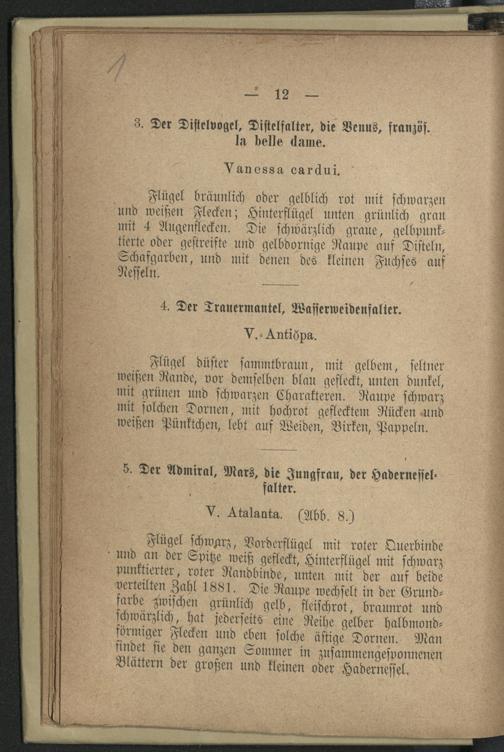 1
— 12 —
3. Der Distelvogel, Distelfalter, die Venus, französ.
la belle dame.
Vanessa cardui.
Flügel bräunlich oder gelblich rot mit schwarzen
und weißen Flecken; Hinterflügel unten grünlich grau
mit 4 Augenflecken. Die schwärzlich graue, gelbpunk-
tierte oder gestreifte und gelbdornige Raupe auf Disteln,
Schafgarben, und mit denen des kleinen Fuchses auf
Nesseln.
4. Der Trauermantel, Wasserweidenfalter.
V. Antiŏpa.
Flügel düster sammtbraun, mit gelbem, seltner
weißen Rande, vor demselben blau gefleckt, unten dunkel,
mit grünen und schwarzen Charakteren. Raupe schwarz
mit solchen Dornen, mit hochrot geflecktem Rücken und
weißen Pünktchen, lebt auf Weiden, Birken, Pappeln.
5. Der Admiral, Mars, die Jungfrau, der Hadernessel-
falter.
V. Atalanta. (Abb. 8.)
Flügel schwarz, Vorderflügel mit roter Querbinde
und an der Spitze weiß gefleckt, Hinterflügel mit schwarz
punktierter, roter Randbinde, unten mit der auf beide
verteilten Zahl 1881. Die Raupe wechselt in der Grund-
farbe zwischen grünlich gelb, fleischrot, braunrot und
schwärzlich, hat jederseits eine Reihe gelber halbmond-
förmiger Flecken und eben solche ästige Dornen. Man
findet sie den ganzen Sommer in zusammengesponnenen
Blättern der großen und kleinen oder Hadernessel.